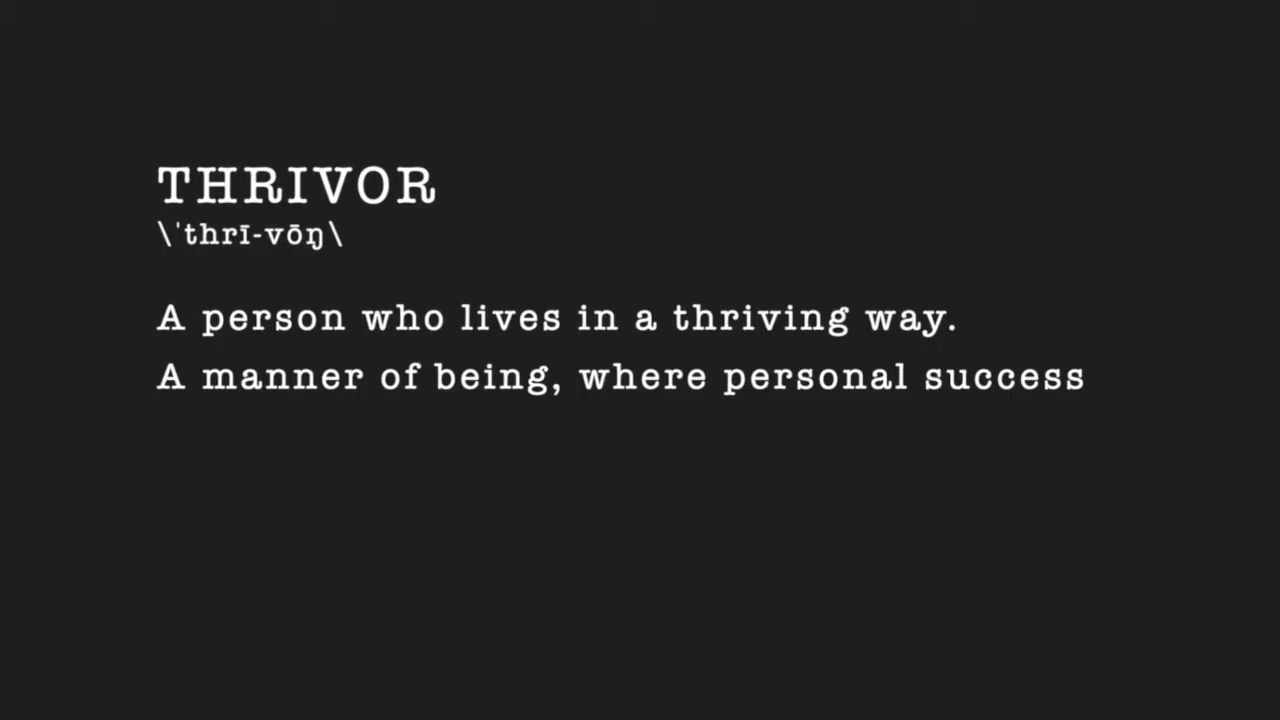 THRIVOR
\ˈthrī-vōŋ\
A person who lives in a thriving way.
A manner of being, where personal success